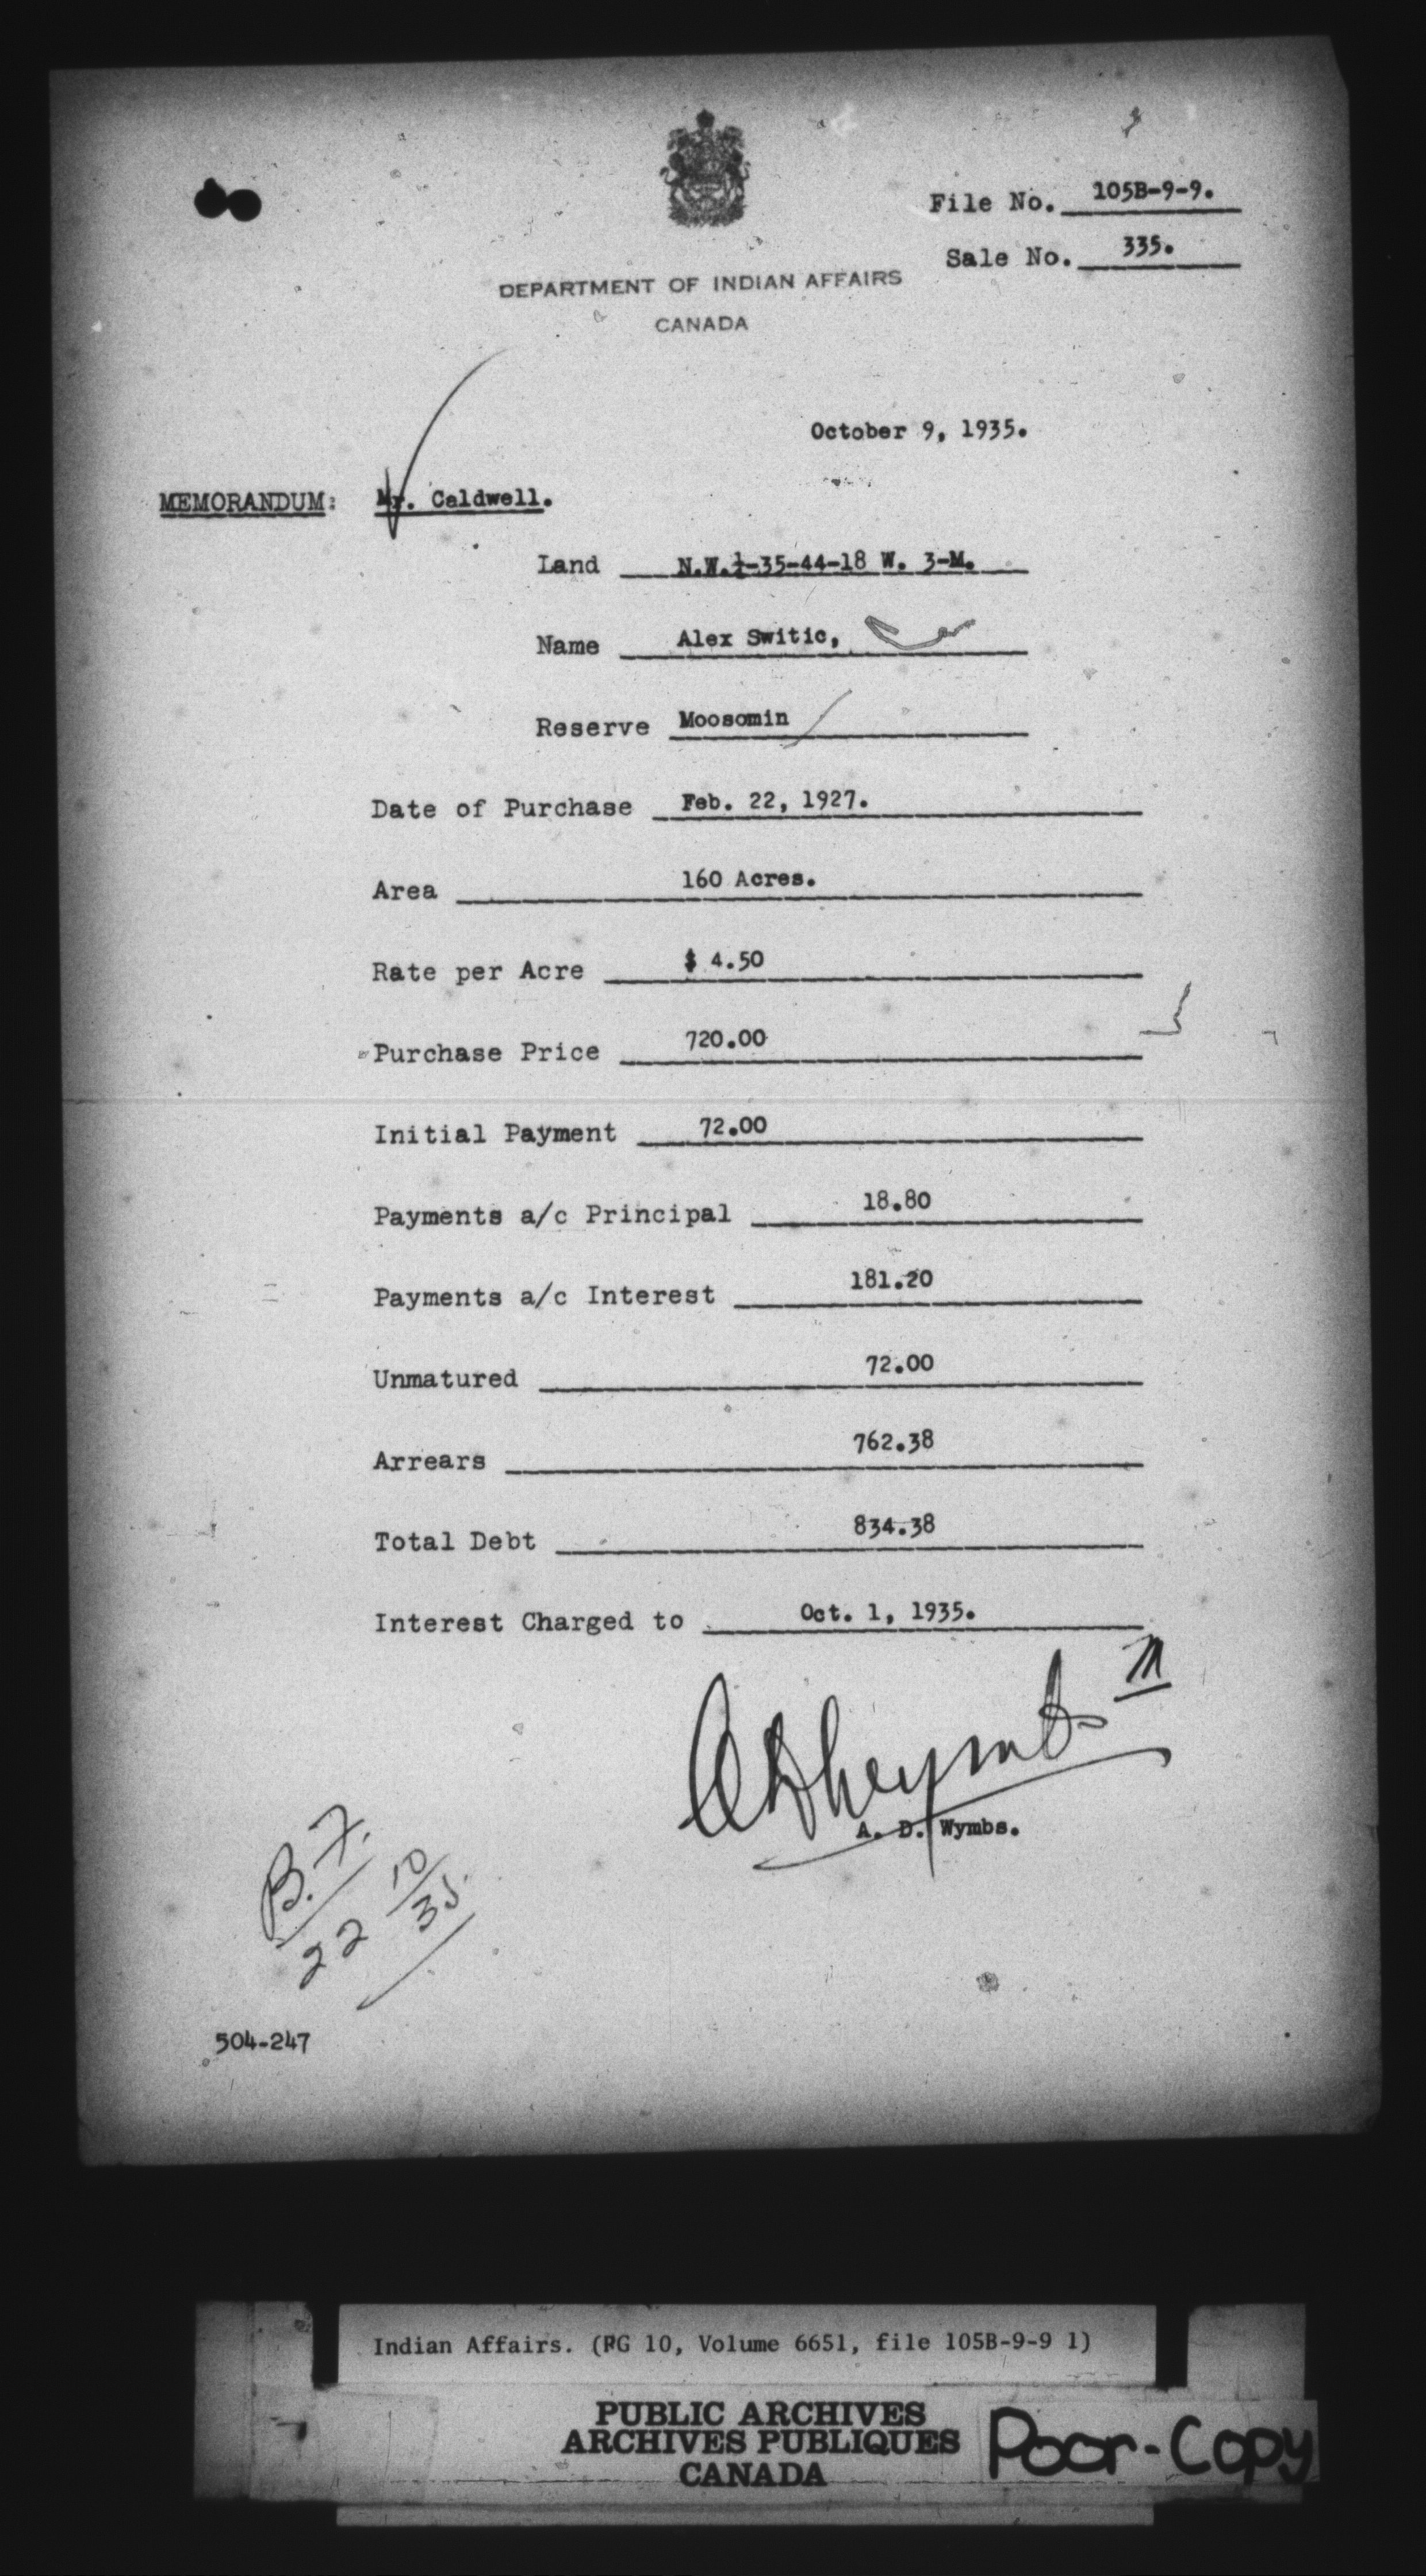 File No. 105B-9-9.
Sale No. 335.
DEPARTMENT OF INDIAN AFFAIRS
CANADA
October 9, 1935.
MEMORANDUM: Mr. Caldwell.
Land N.W.¼-35-44-18 W. 3-M.
Name Alex Switic,
Reserve Moosomin
Date of Purchase Feb. 22, 1927.
Area 160 Acres.
Rate per Acre $ 4.50
Purchase Price 720.00
Initial Payment 72.00
Payments a/c Principal 18.80
Payments a/c Interest 181.20
Unmatured 72.00
Arrears 762.38
Total Debt 834.38
Interest Charged to Oct. 1, 1935.
A D Wymbs
A. D. Wymbs.
B.F.
22 10/35.
504-247
Indian Affairs. (RG 10, Volume 6651, file 105B-9-9 1)
PUBLIC ARCHIVES
ARCHIVES PUBLIQUES
CANADA
Poor-Copy